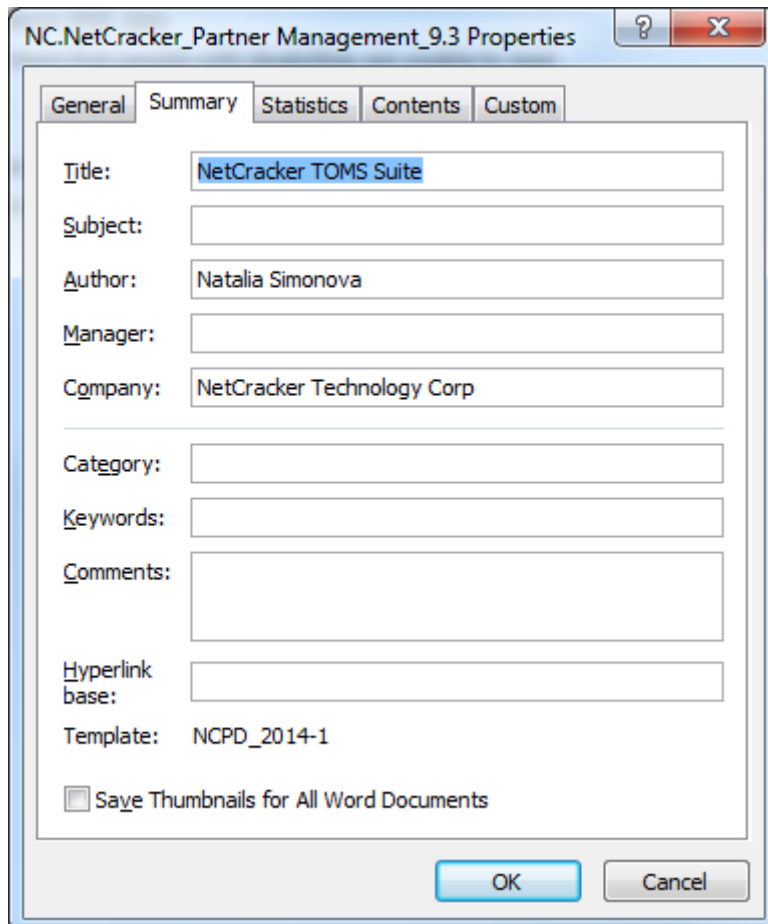 NC.NetCracker_Partner Management_9.3 Properties
General Summary Statistics Contents Custom
Title: NetCracker TOMS Suite
Subject:
Author: Natalia Simonova
Manager:
Company: NetCracker Technology Corp
Category:
Keywords:
Comments:
Hyperlink
base:
Template: NCPD_2014-1
Save Thumbnails for All Word Documents
OK Cancel